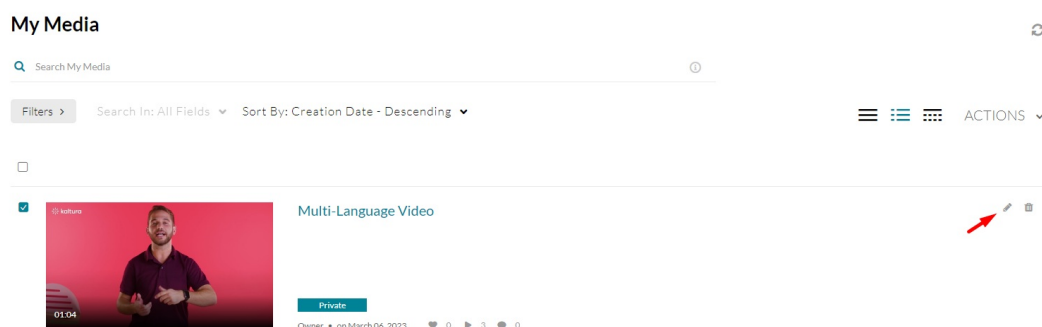 My Media
Search My Media
Filters >
Search In: All Fields
Sort By: Creation Date - Descending
ACTIONS
kaltura
Multi-Language Video
01:04
Private
Owner • on March 06, 2023 0 3 0